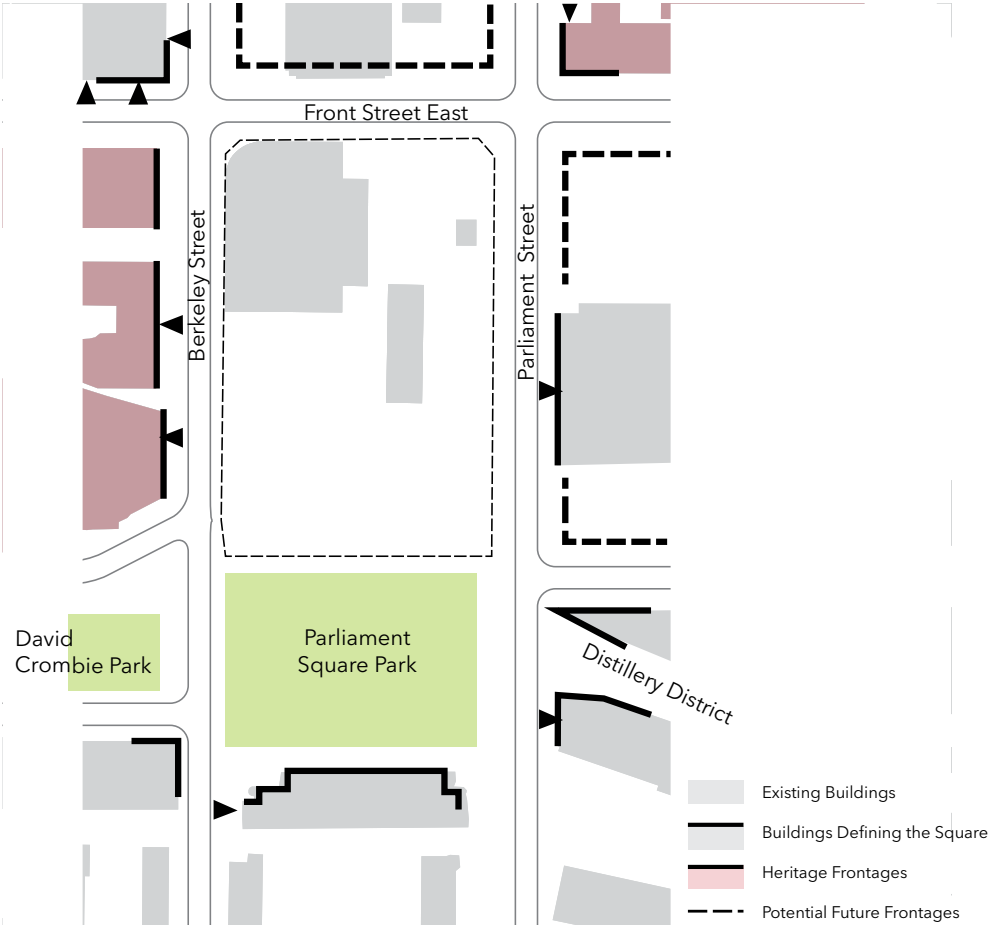 Front Street East
Berkeley Street
Parliament Street
David
Crombie Park
Parliament
Square Park
Distillery District
Existing Buildings
Buildings Defining the Square
Heritage Frontages
Potential Future Frontages